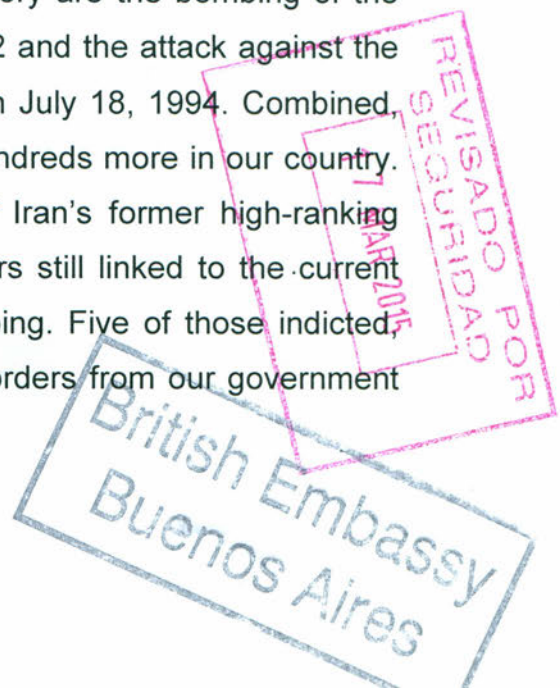 ory are the bombing of the
2 and the attack against the
n July 18, 1994. Combined,
ndreds more in our country.
Iran's former high-ranking
rs still linked to the current
ing. Five of those indicted,
orders from our government
REVISADO POR
SEGURIDAD
17 MAR 2015
British Embassy
Buenos Aires